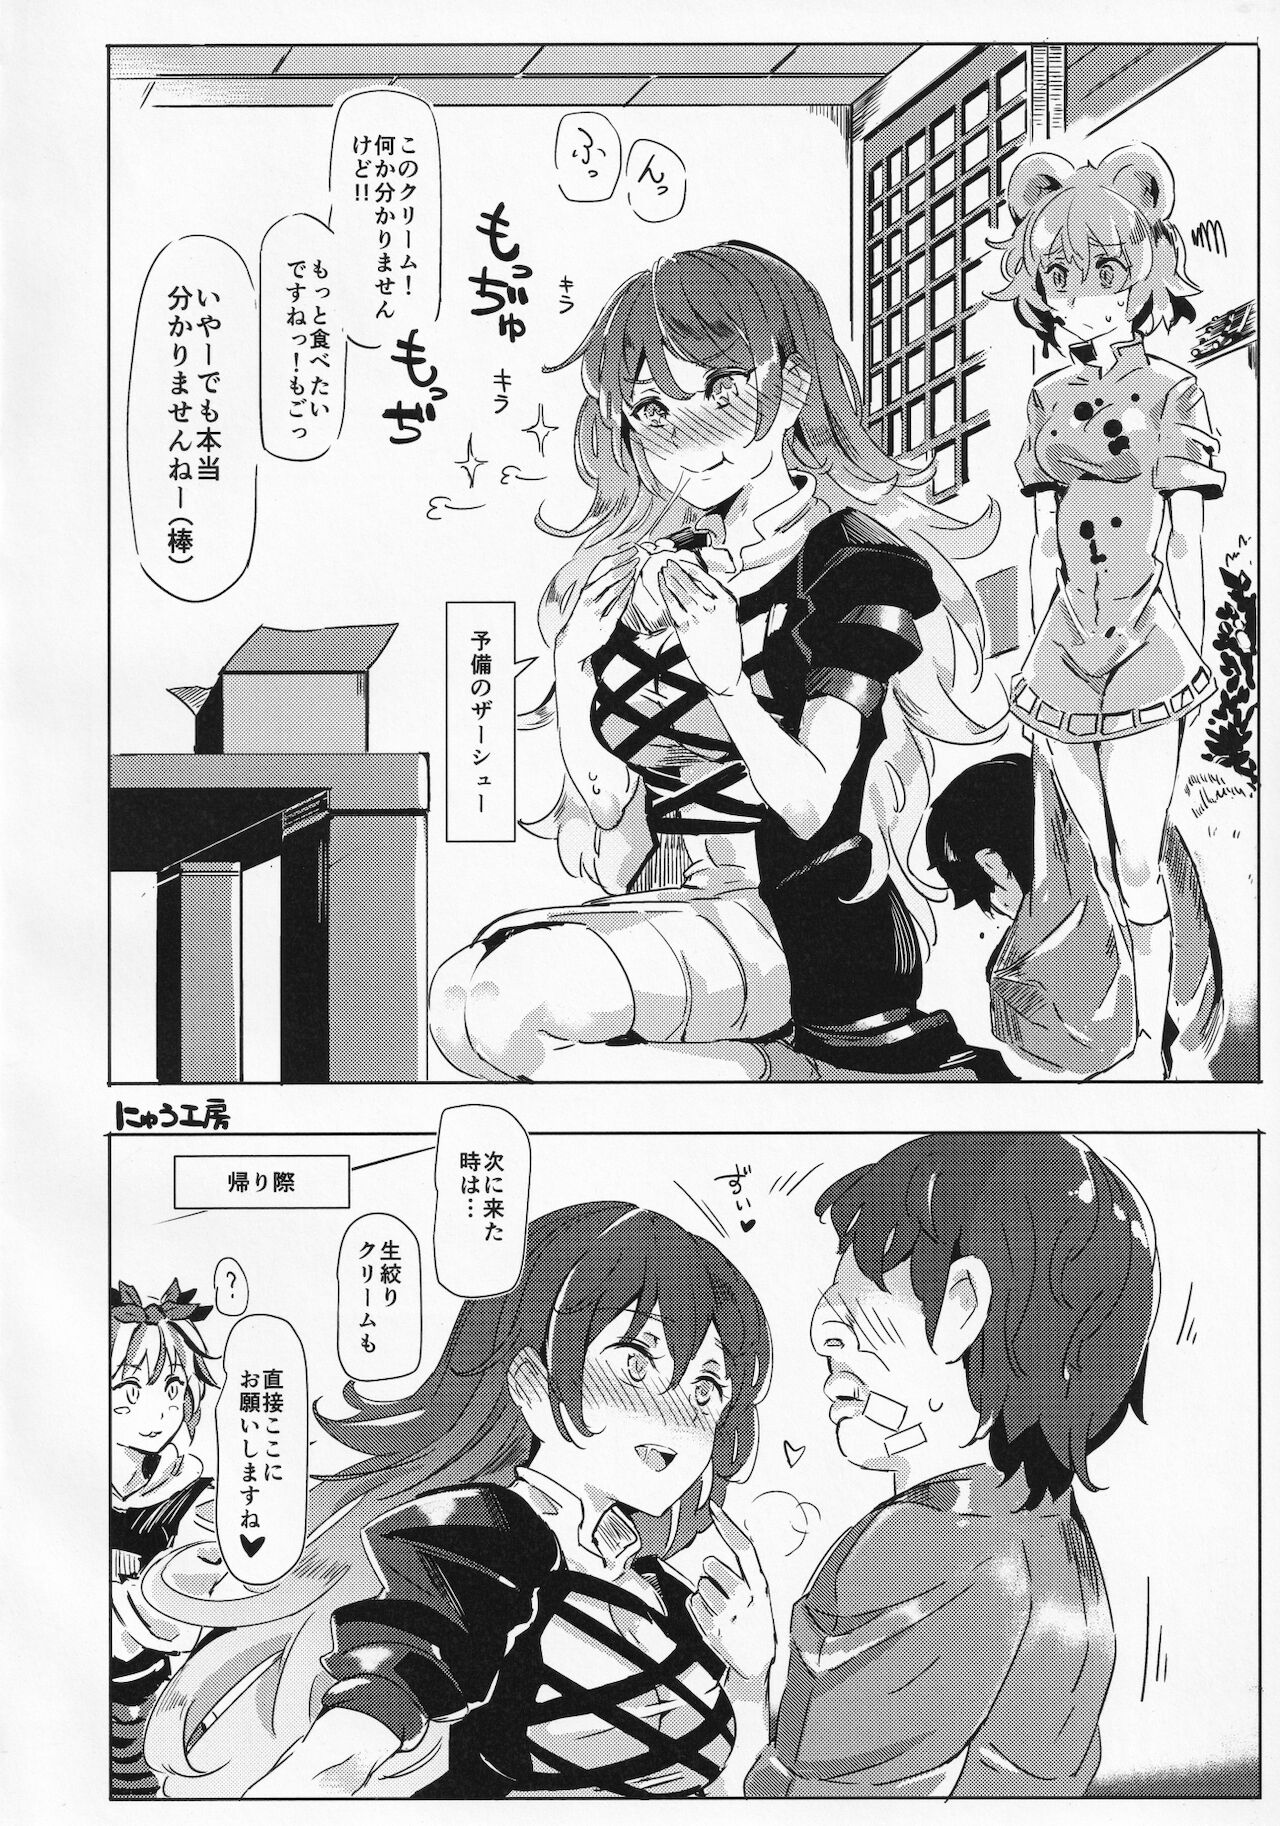 ふっ
んっ
このクリーム！
何か分かりません
けど!!
もっと食べたい
ですねっ！もごっ
いやーでも本当
分かりませんねー（棒）
もっぢゅ
もっぢ
キラ
キラ
予備のザーシュー
にゅう工房
帰り際
次に来た
時は…
生絞り
クリームも
直接ここに
お願いしますね♥
？
ずぃ♥